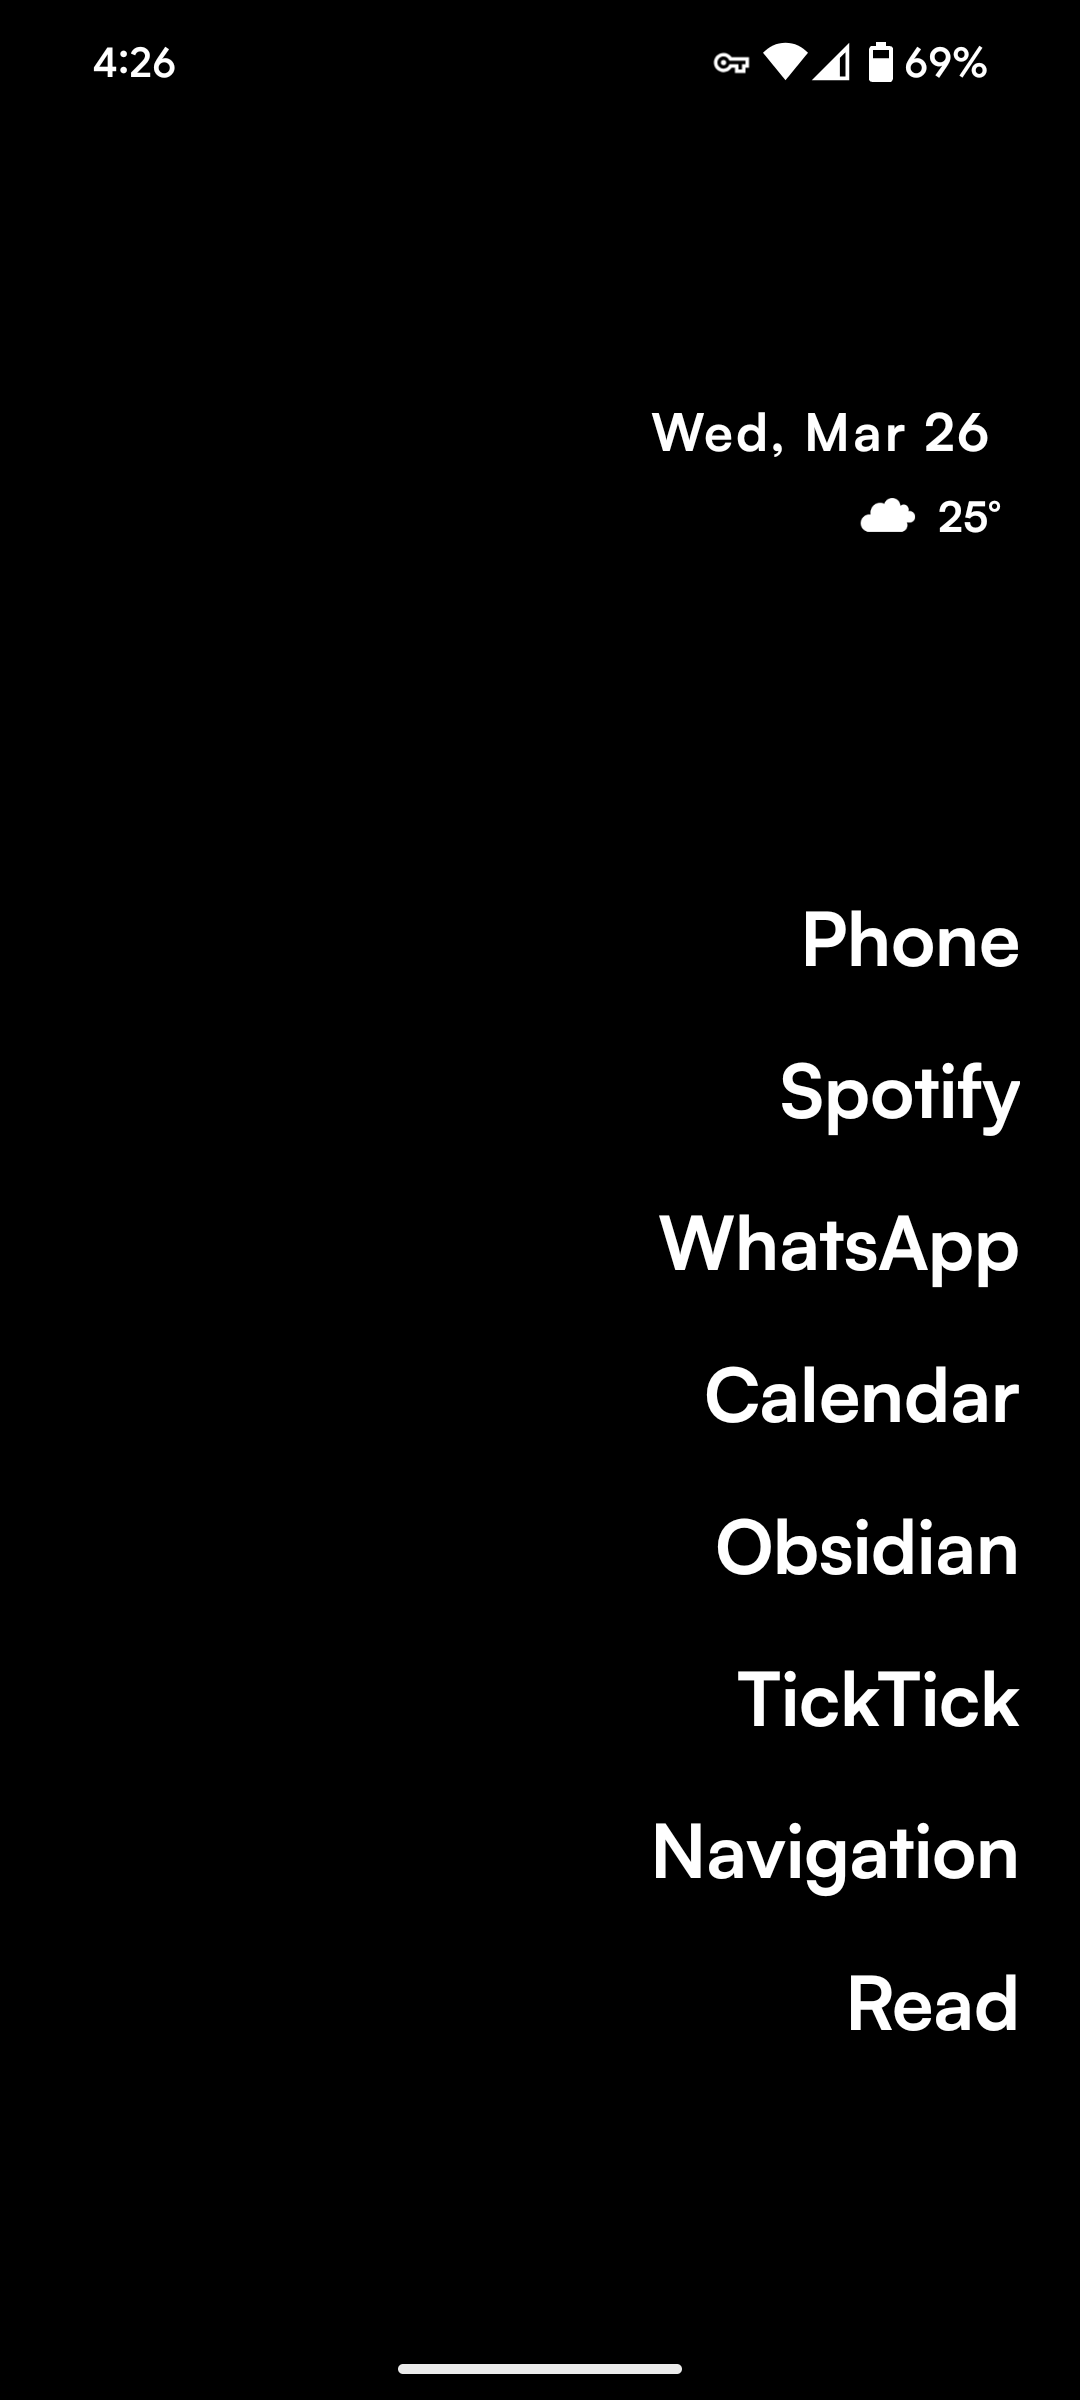 4:26 69%
Wed, Mar 26
25°
Phone
Spotify
WhatsApp
Calendar
Obsidian
TickTick
Navigation
Read